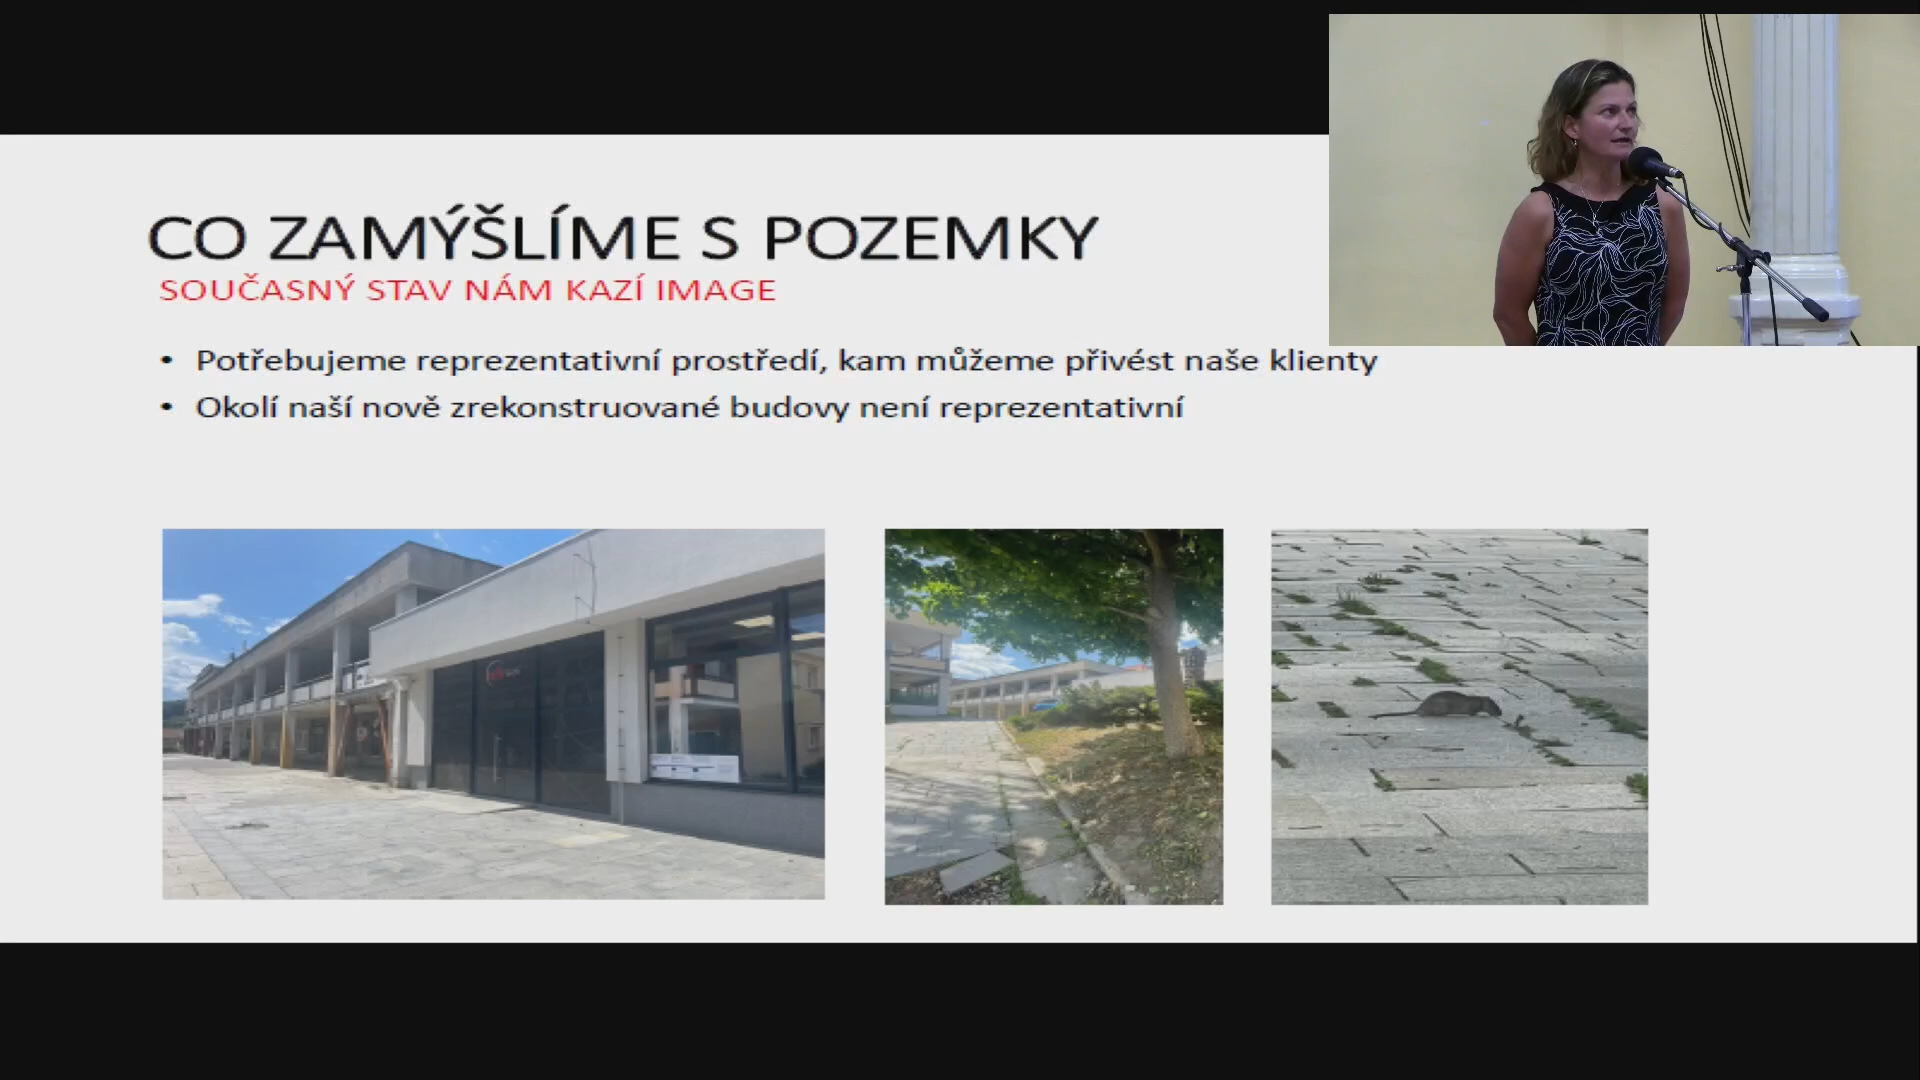 CO ZAMÝŠLÍME S POZEMKY
SOUČASNÝ STAV NÁM KAZÍ IMAGE
• Potřebujeme reprezentativní prostředí, kam můžeme přivést naše klienty
• Okolí naší nově zrekonstruované budovy není reprezentativní